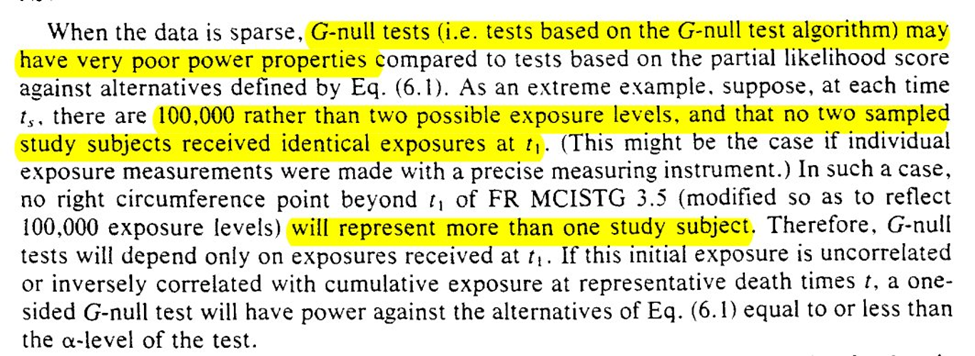 When the data is sparse, G-null tests (i.e. tests based on the G-null test algorithm) may
have very poor power properties compared to tests based on the partial likelihood score
against alternatives defined by Eq. (6.1). As an extreme example, suppose, at each time
tₛ, there are 100,000 rather than two possible exposure levels, and that no two sampled
study subjects received identical exposures at t₁. (This might be the case if individual
exposure measurements were made with a precise measuring instrument.) In such a case,
no right circumference point beyond t₁ of FR MCISTG 3.5 (modified so as to reflect
100,000 exposure levels) will represent more than one study subject. Therefore, G-null
tests will depend only on exposures received at t₁. If this initial exposure is uncorrelated
or inversely correlated with cumulative exposure at representative death times t, a one-
sided G-null test will have power against the alternatives of Eq. (6.1) equal to or less than
the α-level of the test.